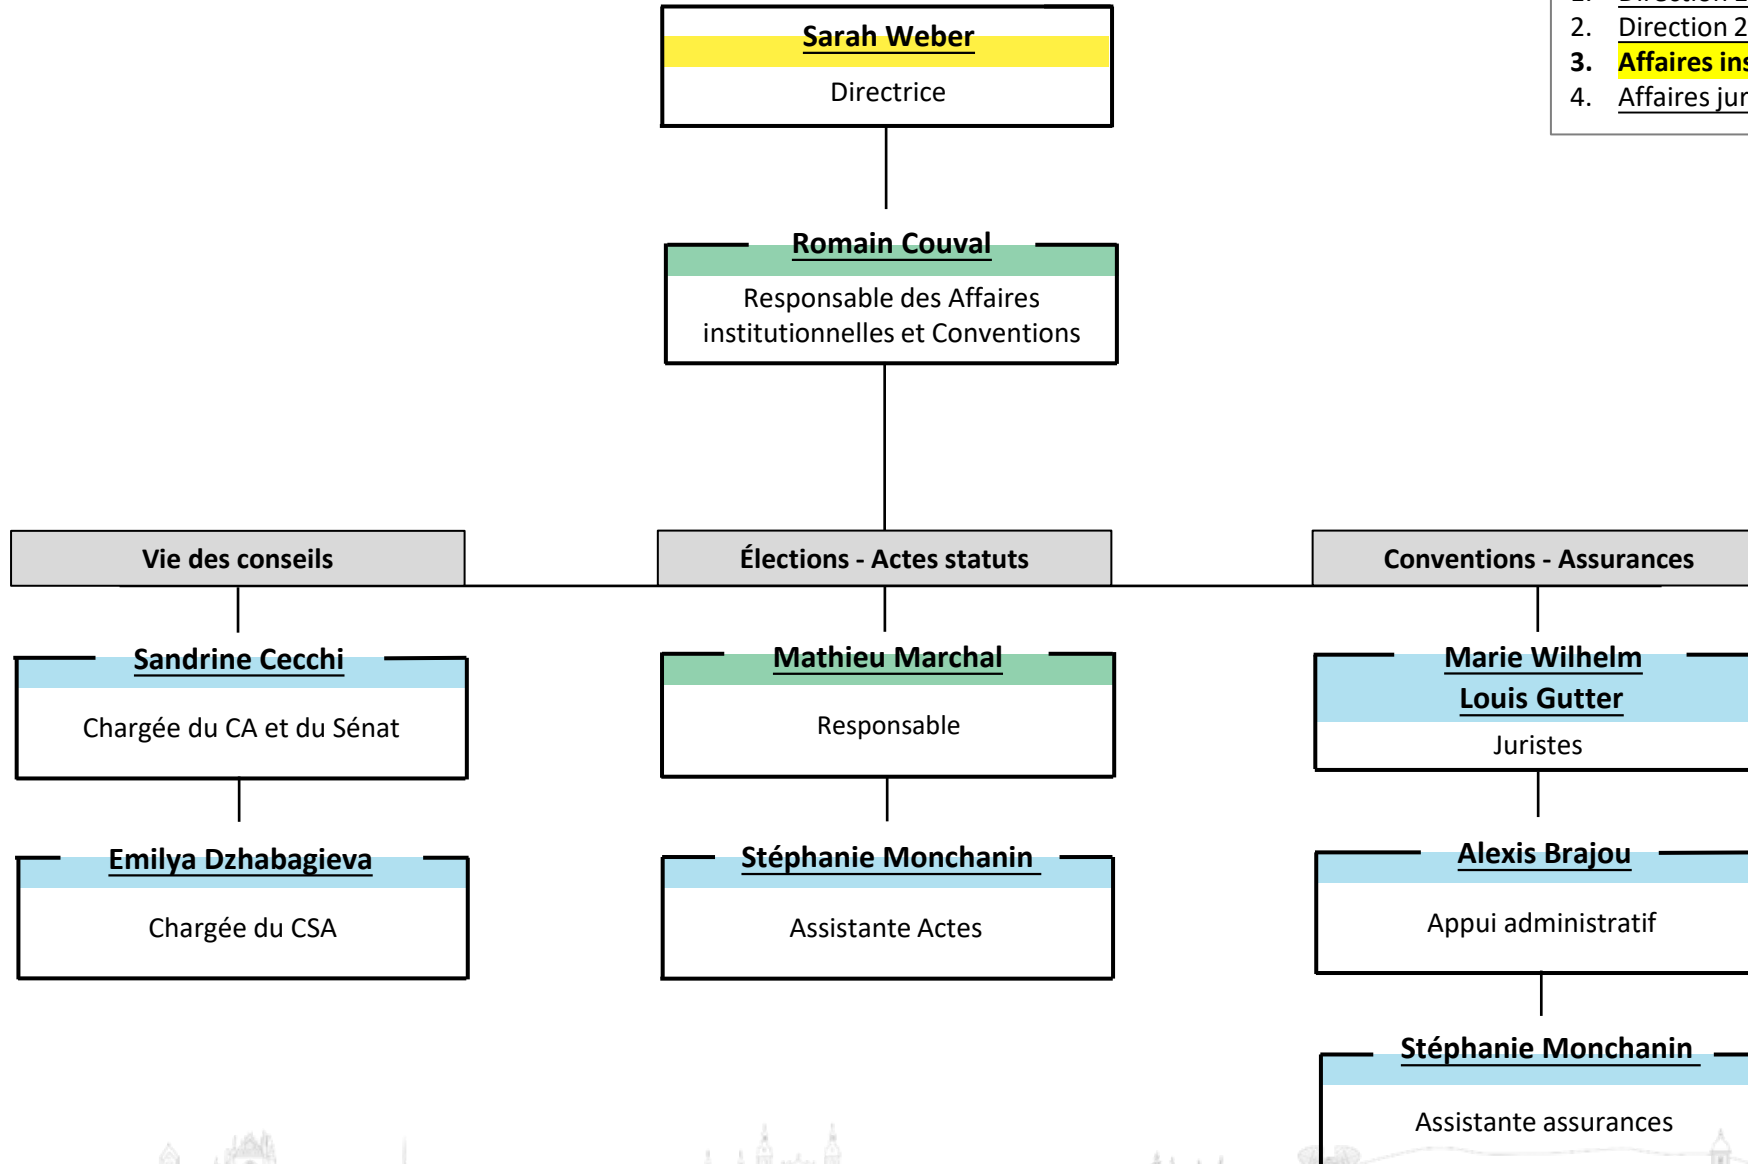 Sarah Weber
Directrice
2. Direction 2
3. Affaires
4. Affaires
Romain Couval
Responsable des Affaires
institutionnelles et Conventions
Vie des conseils
Élections - Actes statuts
Conventions - Assurances
Sandrine Cecchi
Chargée du CA et du Sénat
Emilya Dzhabagieva
Chargée du CSA
Mathieu Marchal
Responsable
Stéphanie Monchanin
Assistante Actes
Marie Wilhelm
Louis Gutter
Juristes
Alexis Brajou
Appui administratif
Stéphanie Monchanin
Assistante assurances